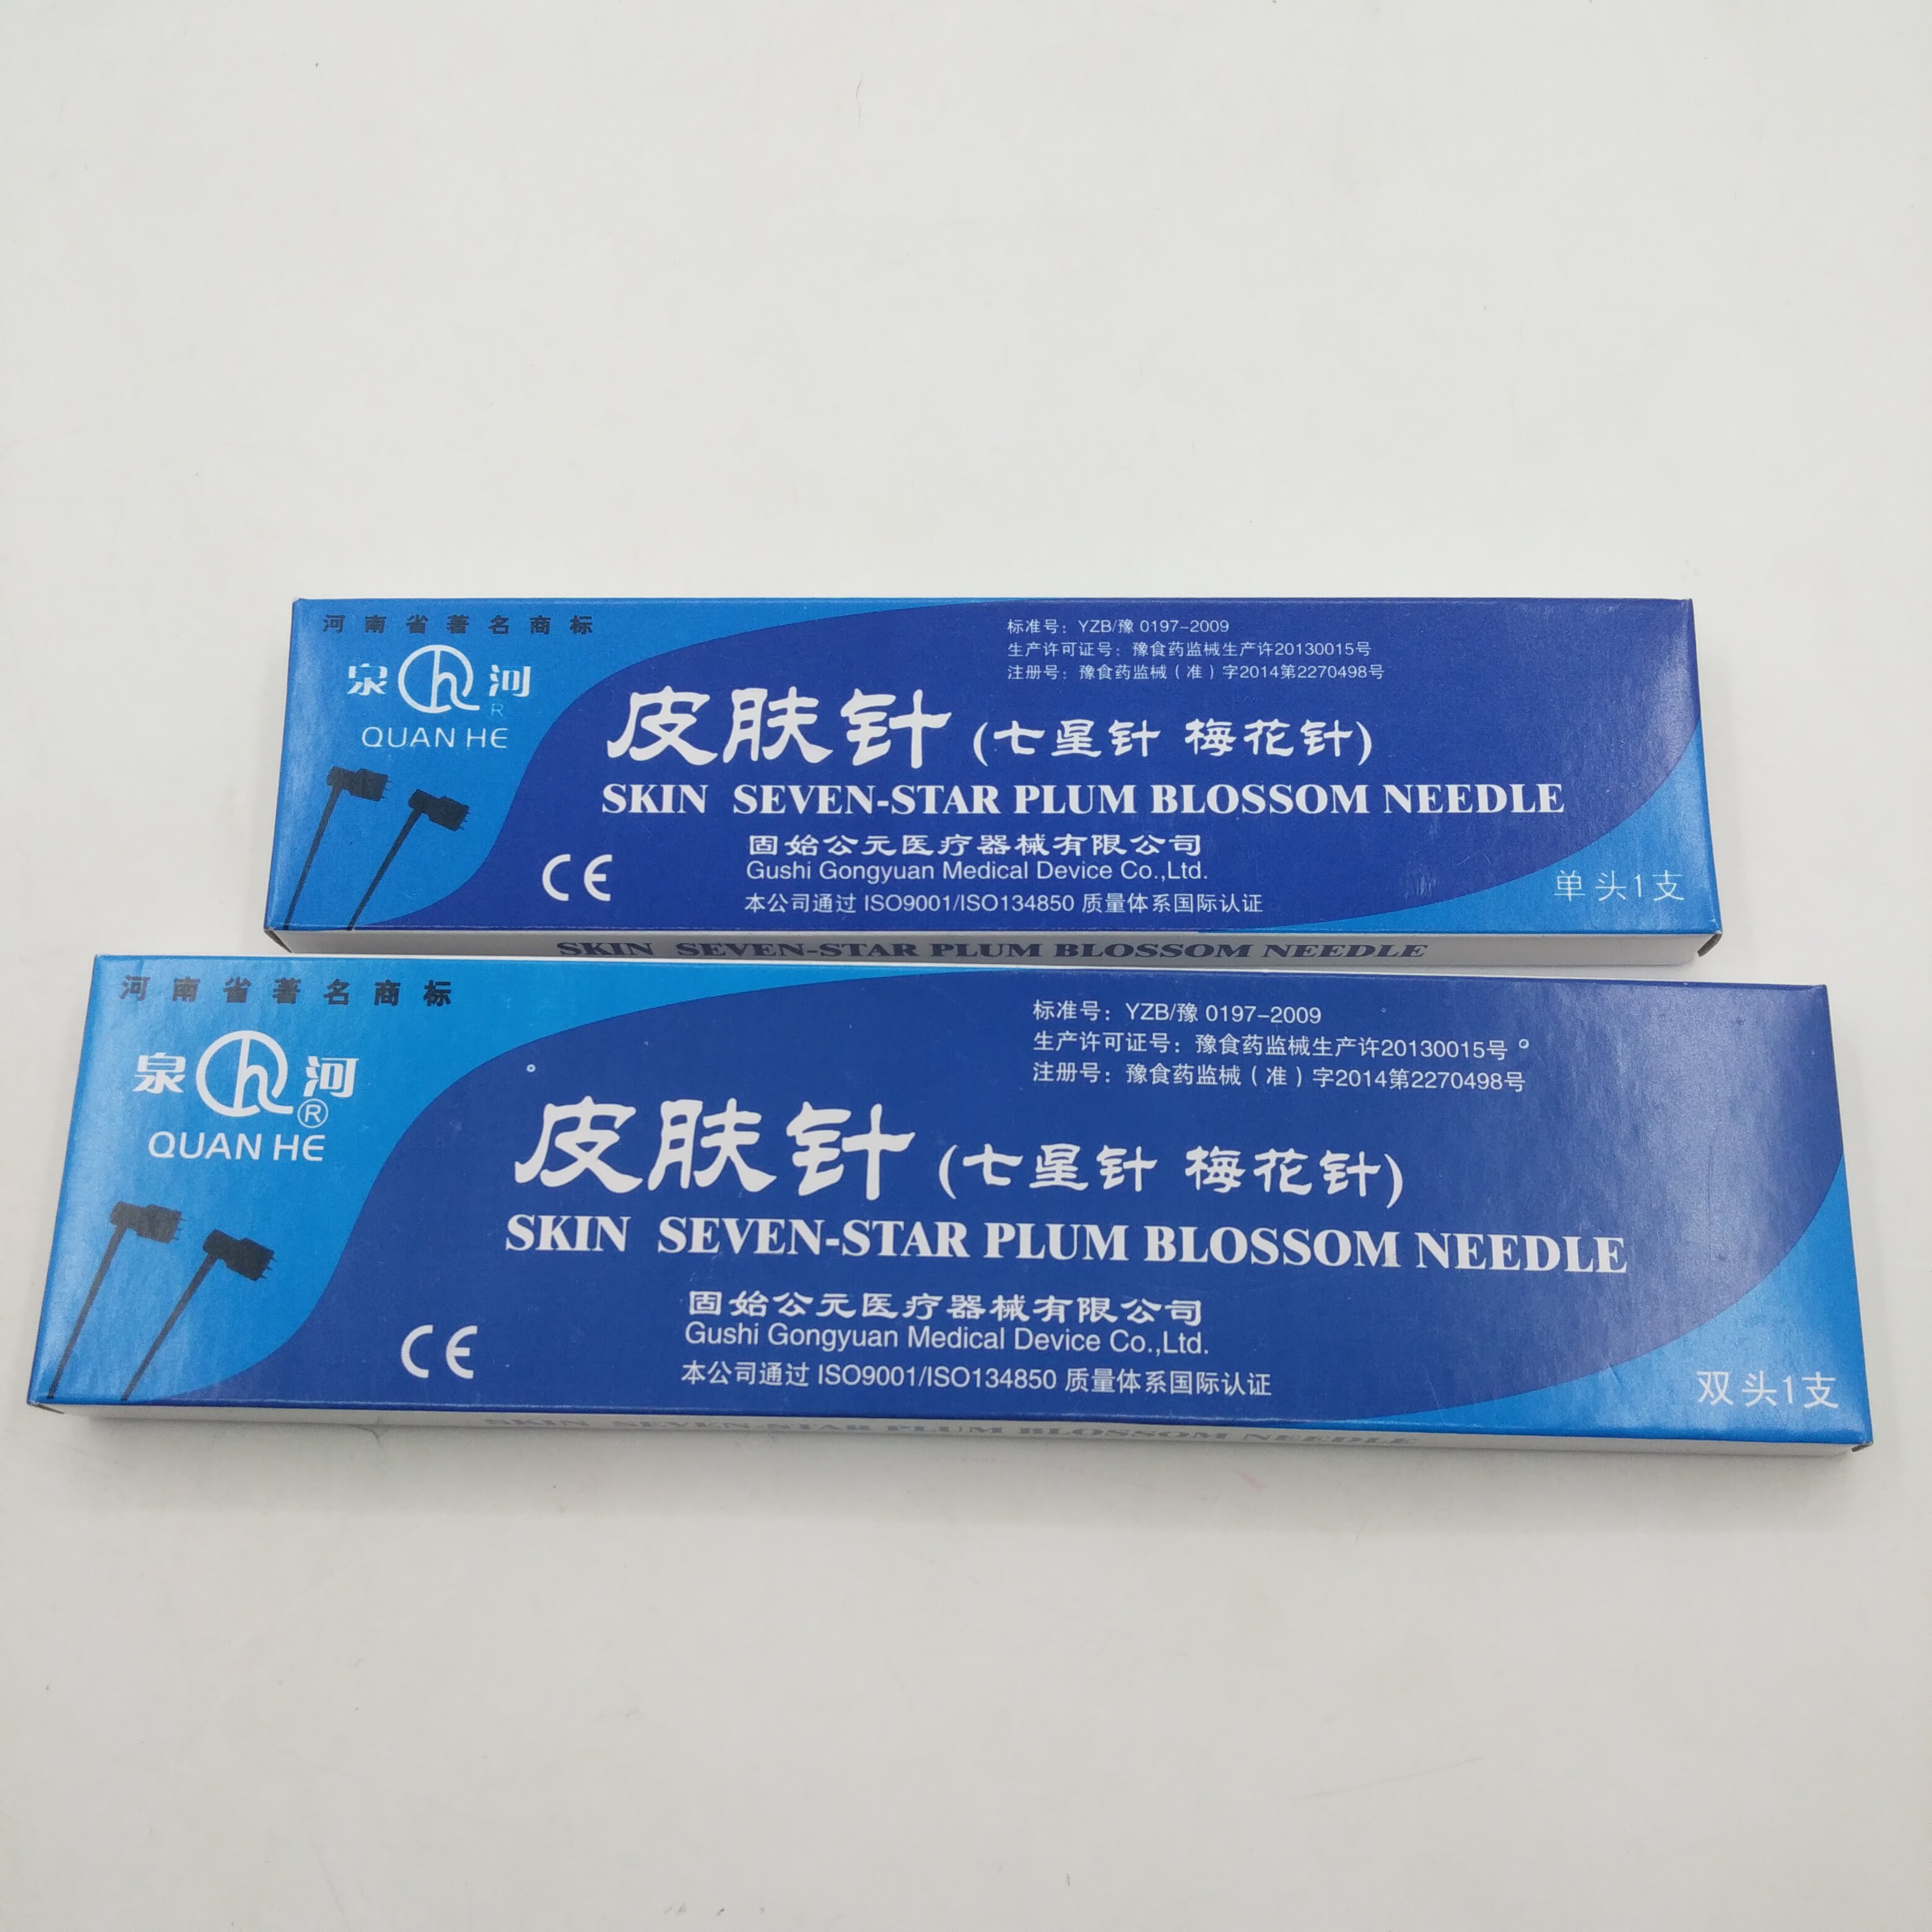 河南省著名商标
泉 河
R
QUAN HE
标准号：YZB/豫 0197-2009
生产许可证号：豫食药监械生产许20130015号
注册号：豫食药监械（准）字2014第2270498号
皮肤针 (七星针 梅花针)
SKIN SEVEN-STAR PLUM BLOSSOM NEEDLE
CE
固始公元医疗器械有限公司
Gushi Gongyuan Medical Device Co.,Ltd.
本公司通过 ISO9001/ISO134850 质量体系国际认证
单头1支
SKIN SEVEN-STAR PLUM BLOSSOM NEEDLE
河南省著名商标
泉 河
®
QUAN HE
标准号：YZB/豫 0197-2009
生产许可证号：豫食药监械生产许20130015号
注册号：豫食药监械（准）字2014第2270498号
皮肤针 (七星针 梅花针)
SKIN SEVEN-STAR PLUM BLOSSOM NEEDLE
CE
固始公元医疗器械有限公司
Gushi Gongyuan Medical Device Co.,Ltd.
本公司通过 ISO9001/ISO134850 质量体系国际认证
双头1支
SKIN SEVEN-STAR PLUM BLOSSOM NEEDLE